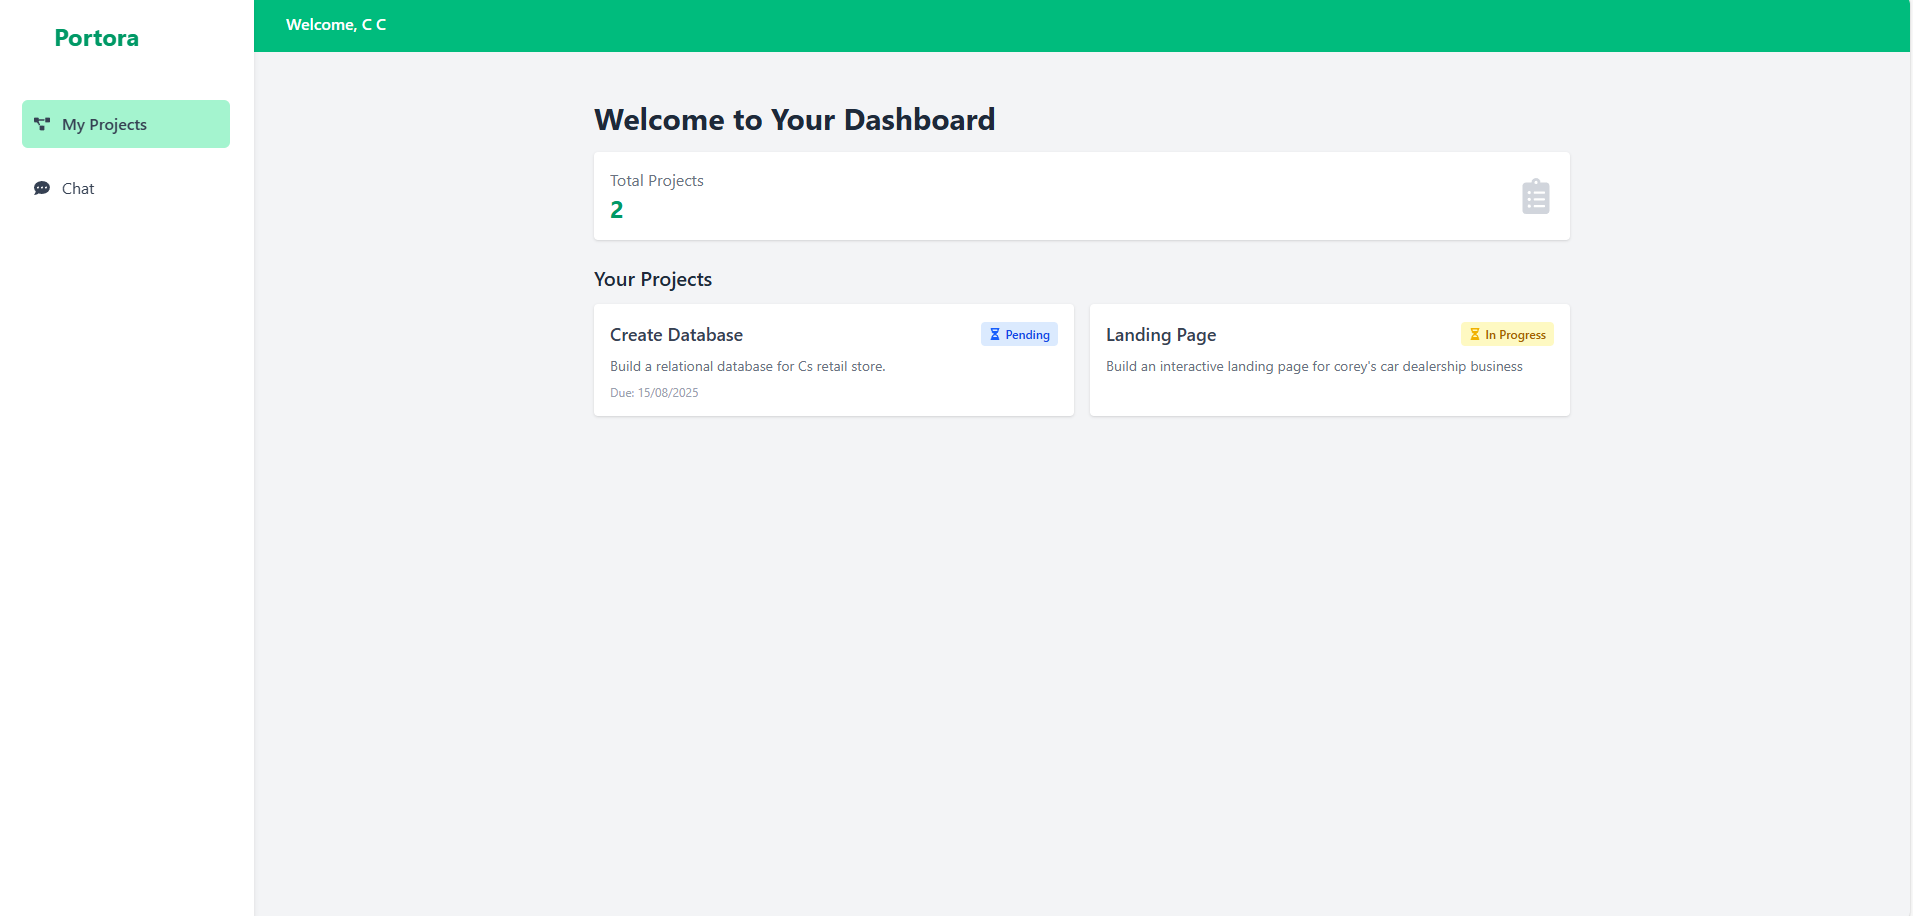 Portora
Welcome, C C
My Projects
Chat
Welcome to Your Dashboard
Total Projects
2
Your Projects
Create Database
Pending
Build a relational database for Cs retail store.
Due: 15/08/2025
Landing Page
In Progress
Build an interactive landing page for corey's car dealership business